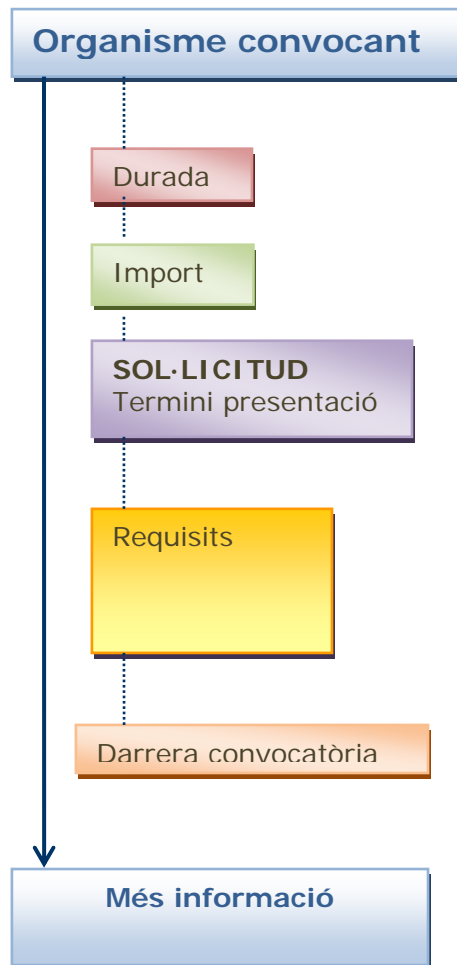 Organisme convocant
Durada
Import
SOL·LICITUD
Termini presentació
Requisits
Darrera convocatòria
Més informació